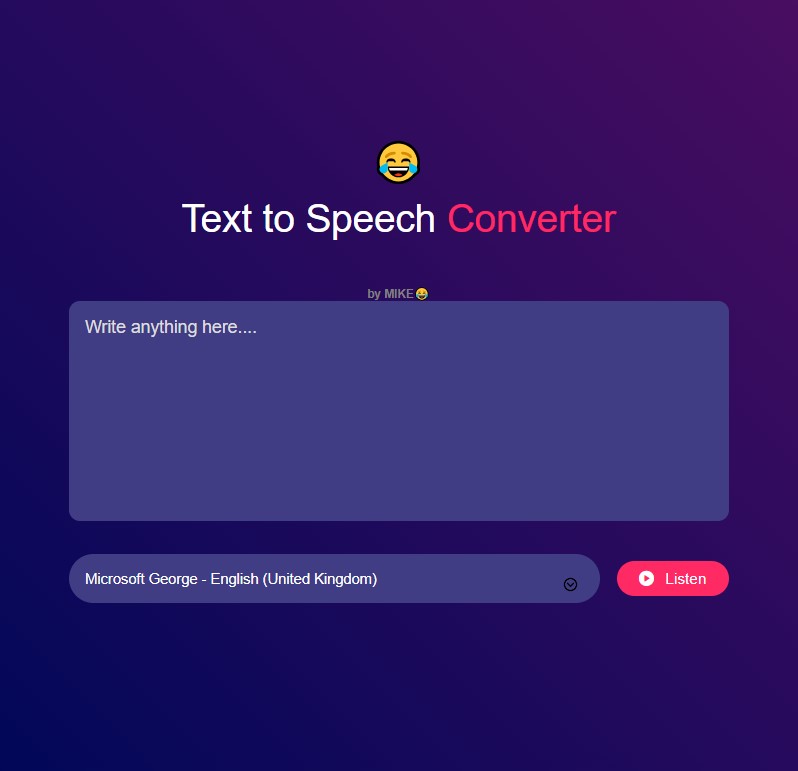 Text to Speech Converter
by MIKE😂
Write anything here....
Microsoft George - English (United Kingdom)
Listen